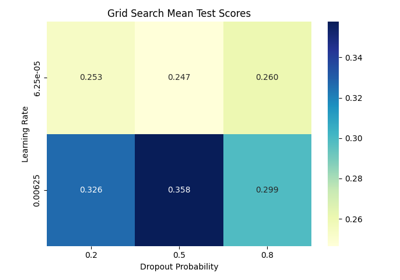 Grid Search Mean Test Scores
Learning Rate
6.25e-05
0.00625
0.253 0.247 0.260
0.326 0.358 0.299
0.2 0.5 0.8
Dropout Probability
0.34
0.32
0.30
0.28
0.26